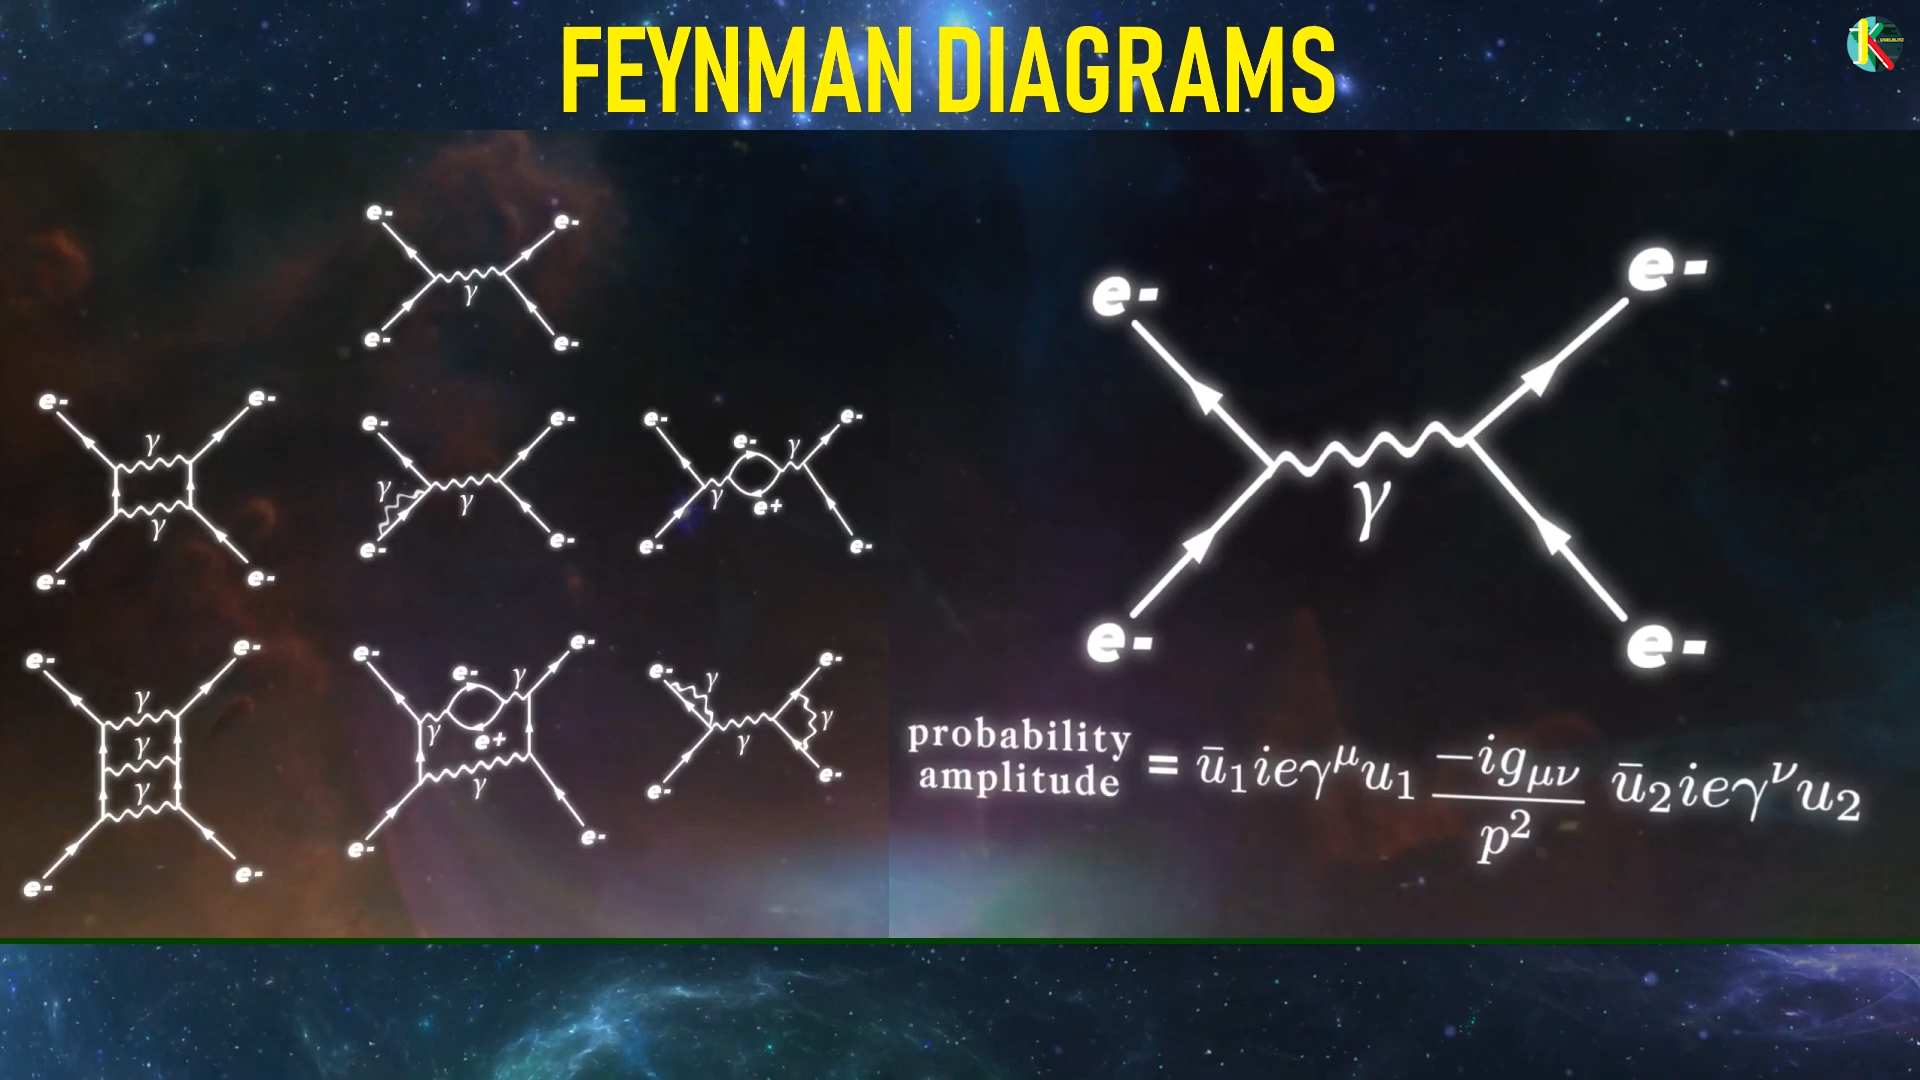 FEYNMAN DIAGRAMS
K
e-
e-
γ
e-
e-
e-
e-
γ
γ
e-
e-
e-
e-
γ
γ
e-
e-
e-
e-
e-
γ
γ
e+
e-
e-
e-
e-
γ
γ
γ
e-
e-
e-
e-
e-
γ
γ
e+
γ
e-
e-
e-
e-
γ
γ
γ
e-
e-
e-
e-
γ
e-
e-
probability amplitude = ū₁ieγ^μu₁ −ig_μν/p² ū₂ieγ^νu₂